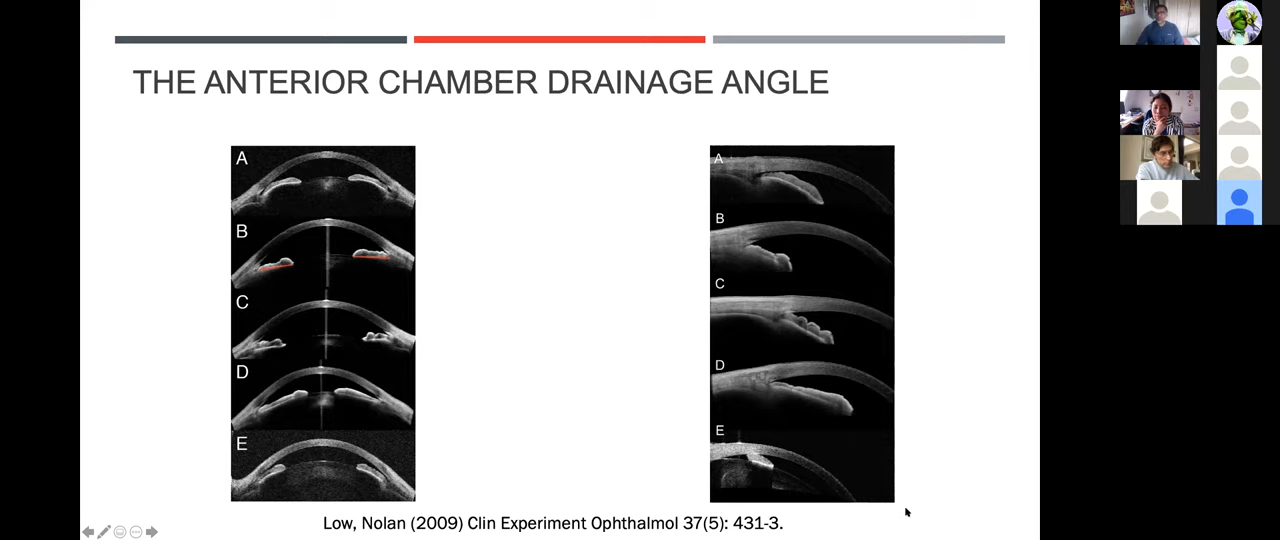 THE ANTERIOR CHAMBER DRAINAGE ANGLE
A
B
C
D
E
A
B
C
D
E
Low, Nolan (2009) Clin Experiment Ophthalmol 37(5): 431-3.